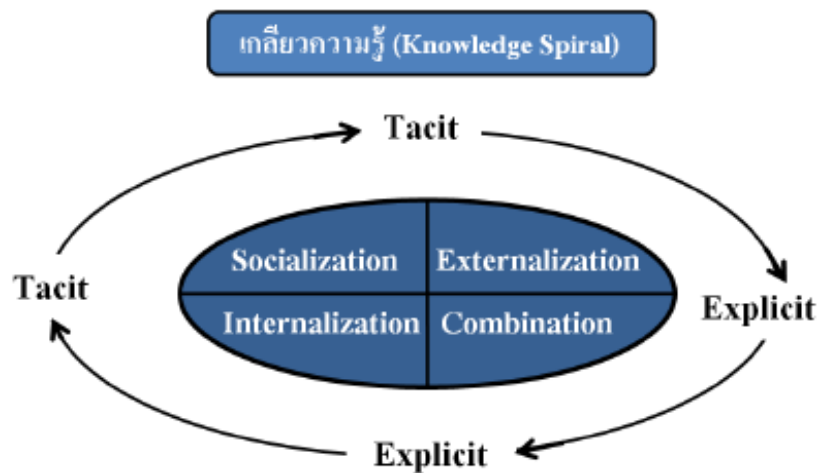 เกลียวความรู้ (Knowledge Spiral)
Tacit
Socialization
Externalization
Tacit
Explicit
Internalization
Combination
Explicit